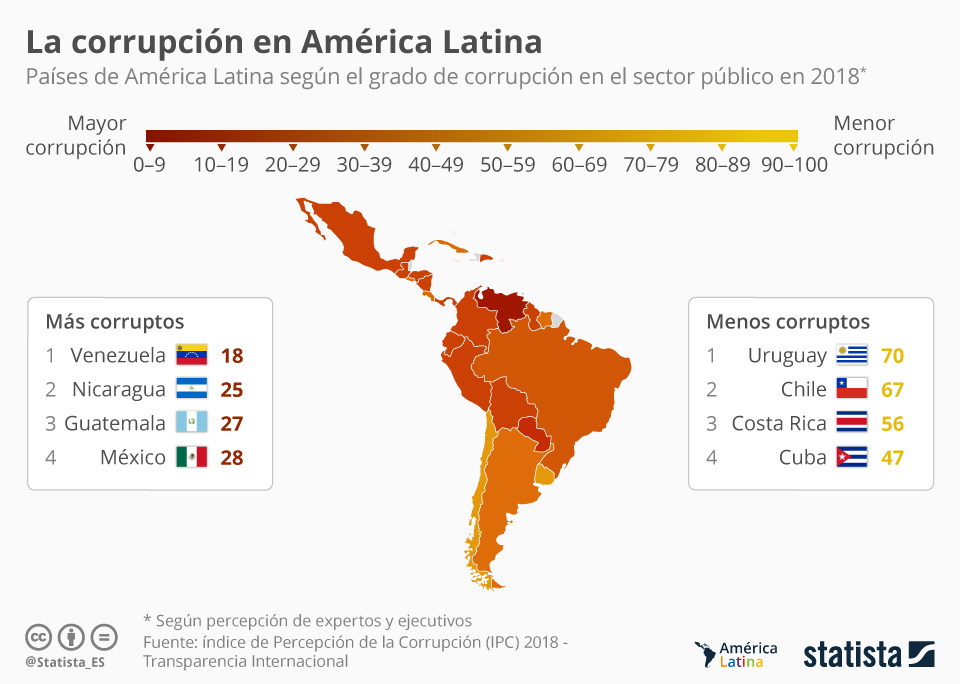 La corrupción en América Latina
Países de América Latina según el grado de corrupción en el sector público en 2018*
Mayor
corrupción
Menor
corrupción
0–9 10–19 20–29 30–39 40–49 50–59 60–69 70–79 80–89 90–100
Más corruptos
1 Venezuela 18
2 Nicaragua 25
3 Guatemala 27
4 México 28
Menos corruptos
1 Uruguay 70
2 Chile 67
3 Costa Rica 56
4 Cuba 47
* Según percepción de expertos y ejecutivos
Fuente: índice de Percepción de la Corrupción (IPC) 2018 -
Transparencia Internacional
cc
@Statista_ES
América
Latina
statista